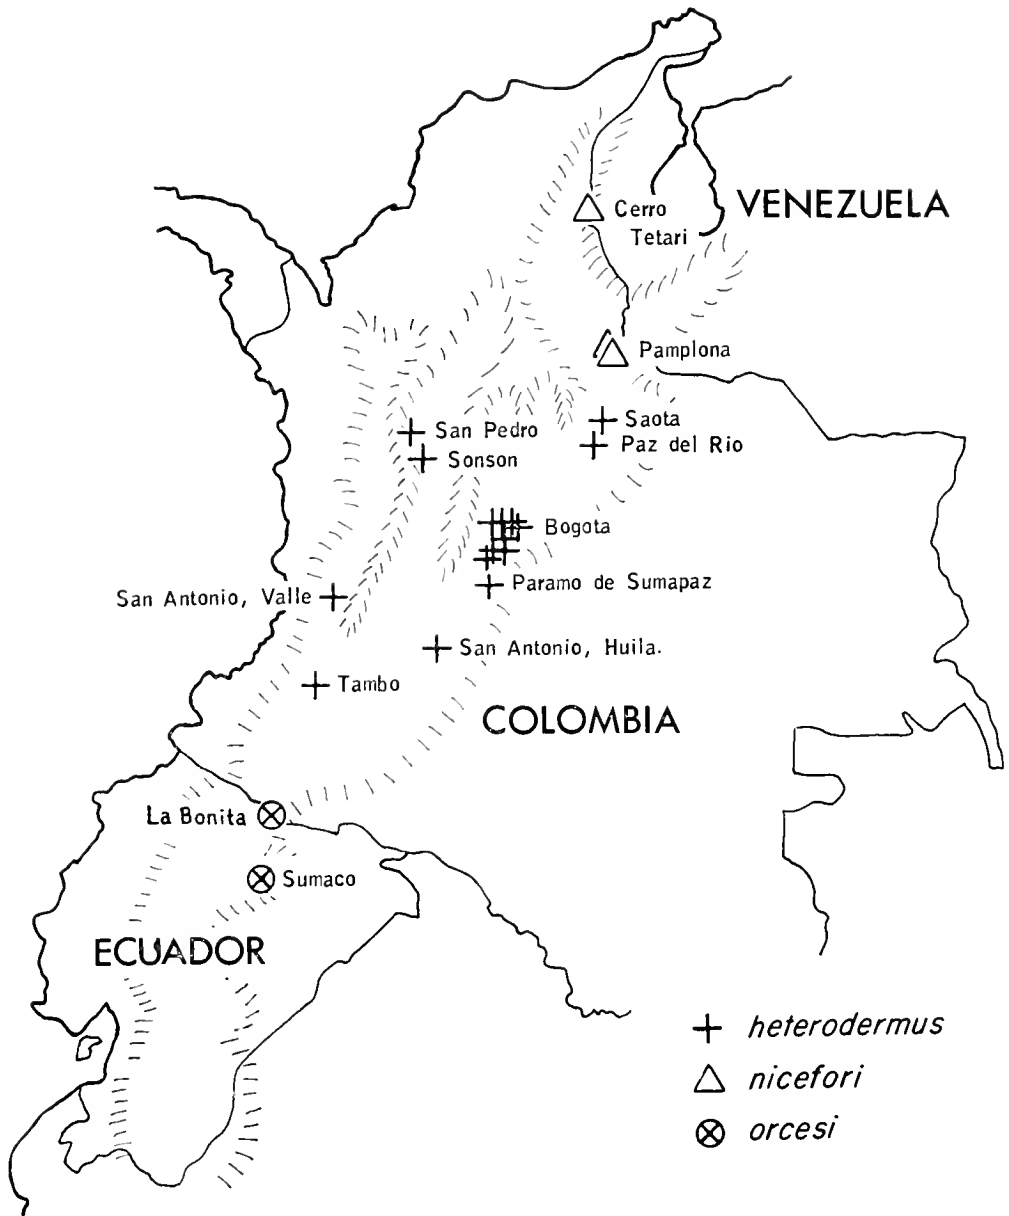 VENEZUELA
Cerro
Tetari
Pamplona
Saota
Paz del Rio
San Pedro
Sonson
Bogota
Paramo de Sumapaz
San Antonio, Valle
San Antonio, Huila.
Tambo
COLOMBIA
La Bonita
Sumaco
ECUADOR
heterodermus
nicefori
orcesi